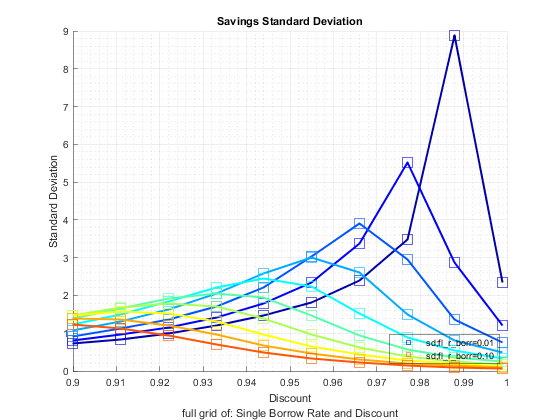 Savings Standard Deviation
9
8
7
6
5
4
3
2
1
0
Standard Deviation
sd:fl_r_borr=0.01
sd:fl_r_borr=0.10
0.9 0.91 0.92 0.93 0.94 0.95 0.96 0.97 0.98 0.99 1
Discount
full grid of: Single Borrow Rate and Discount